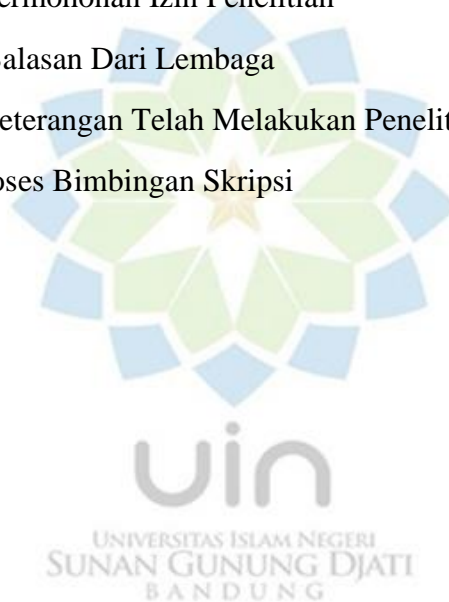 ermohonan Izin Penelitian
Balasan Dari Lembaga
eterangan Telah Melakukan Penelit
oses Bimbingan Skripsi
uin
UNIVERSITAS ISLAM NEGERI
SUNAN GUNUNG DJATI
BANDUNG